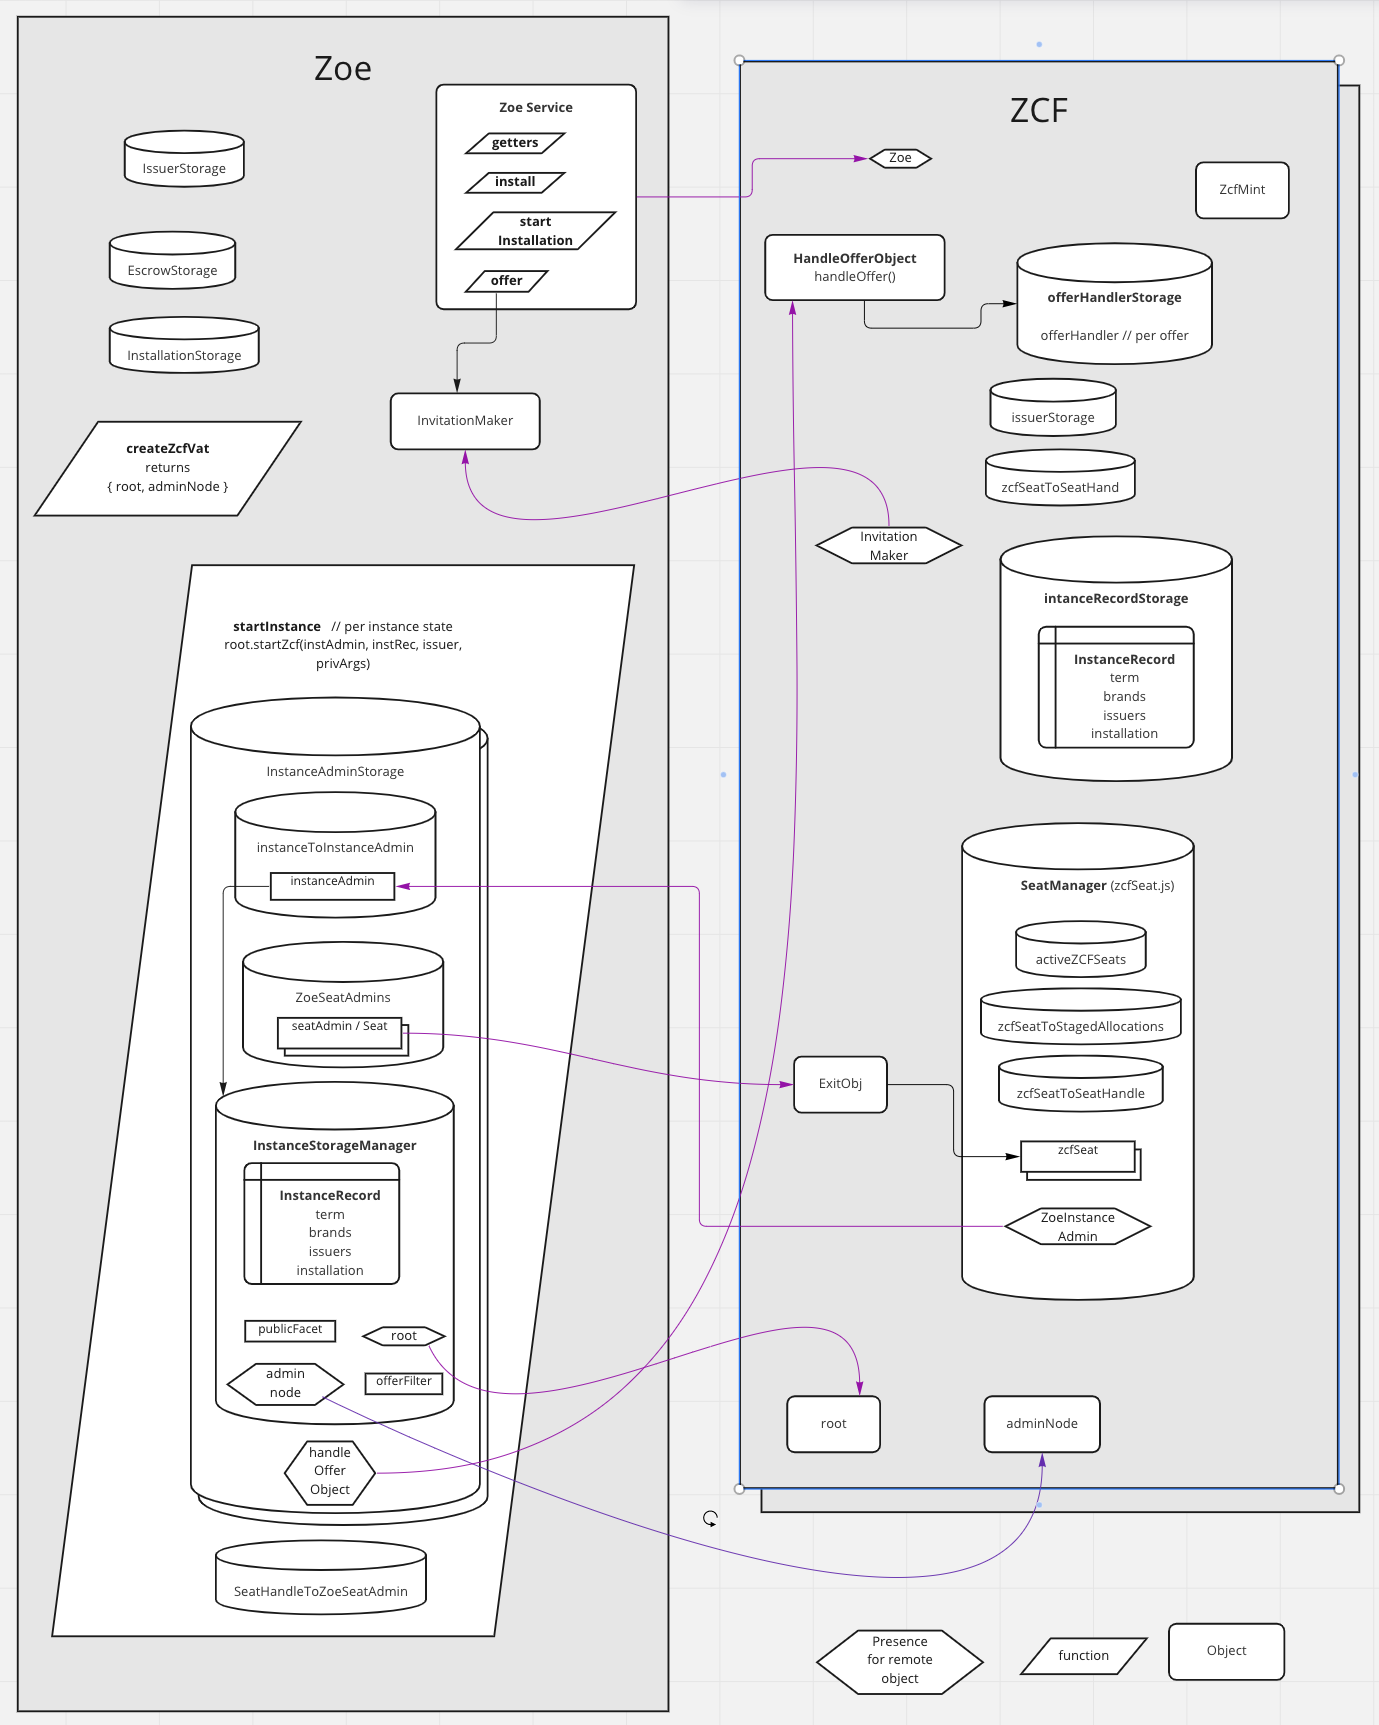 Zoe
Zoe Service
getters
install
start
Installation
offer
IssuerStorage
EscrowStorage
InstallationStorage
InvitationMaker
createZcfVat
returns
{ root, adminNode }
startInstance // per instance state
root.startZcf(instAdmin, instRec, issuer,
privArgs)
InstanceAdminStorage
instanceToInstanceAdmin
instanceAdmin
ZoeSeatAdmins
seatAdmin / Seat
InstanceStorageManager
InstanceRecord
term
brands
issuers
installation
publicFacet
root
admin
node
offerFilter
handle
Offer
Object
SeatHandleToZoeSeatAdmin
ZCF
Zoe
ZcfMint
HandleOfferObject
handleOffer()
offerHandlerStorage
offerHandler // per offer
issuerStorage
zcfSeatToSeatHand
Invitation
Maker
intanceRecordStorage
InstanceRecord
term
brands
issuers
installation
SeatManager (zcfSeat.js)
activeZCFSeats
zcfSeatToStagedAllocations
zcfSeatToSeatHandle
ExitObj
zcfSeat
ZoeInstance
Admin
root
adminNode
Presence
for remote
object
function
Object